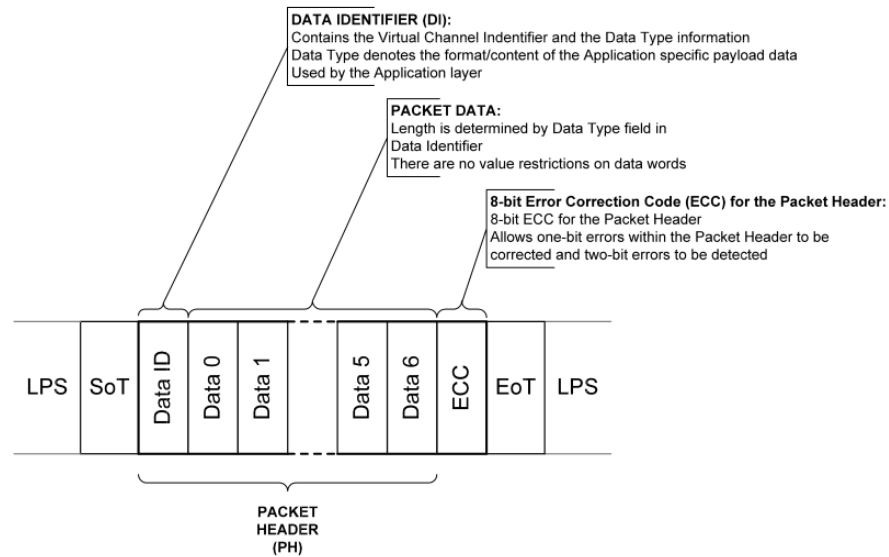 DATA IDENTIFIER (DI):
Contains the Virtual Channel Indentifier and the Data Type information
Data Type denotes the format/content of the Application specific payload data
Used by the Application layer
PACKET DATA:
Length is determined by Data Type field in
Data Identifier
There are no value restrictions on data words
8-bit Error Correction Code (ECC) for the Packet Header:
8-bit ECC for the Packet Header
Allows one-bit errors within the Packet Header to be
corrected and two-bit errors to be detected
LPS
SoT
Data ID
Data 0
Data 1
Data 5
Data 6
ECC
EoT
LPS
PACKET
HEADER
(PH)